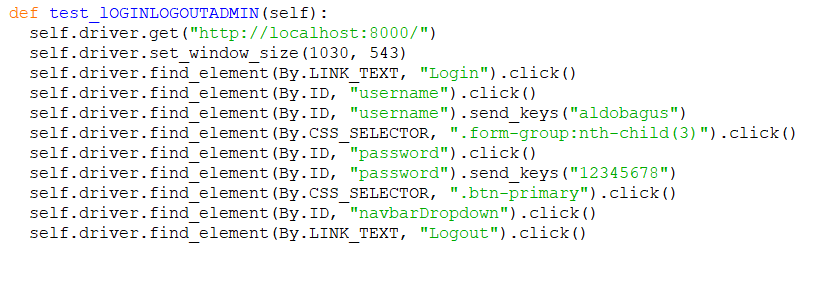 def test_lOGINLOGOUTADMIN(self):
self.driver.get("http://localhost:8000/")
self.driver.set_window_size(1030, 543)
self.driver.find_element(By.LINK_TEXT, "Login").click()
self.driver.find_element(By.ID, "username").click()
self.driver.find_element(By.ID, "username").send_keys("aldobagus")
self.driver.find_element(By.CSS_SELECTOR, ".form-group:nth-child(3)").click()
self.driver.find_element(By.ID, "password").click()
self.driver.find_element(By.ID, "password").send_keys("12345678")
self.driver.find_element(By.CSS_SELECTOR, ".btn-primary").click()
self.driver.find_element(By.ID, "navbarDropdown").click()
self.driver.find_element(By.LINK_TEXT, "Logout").click()